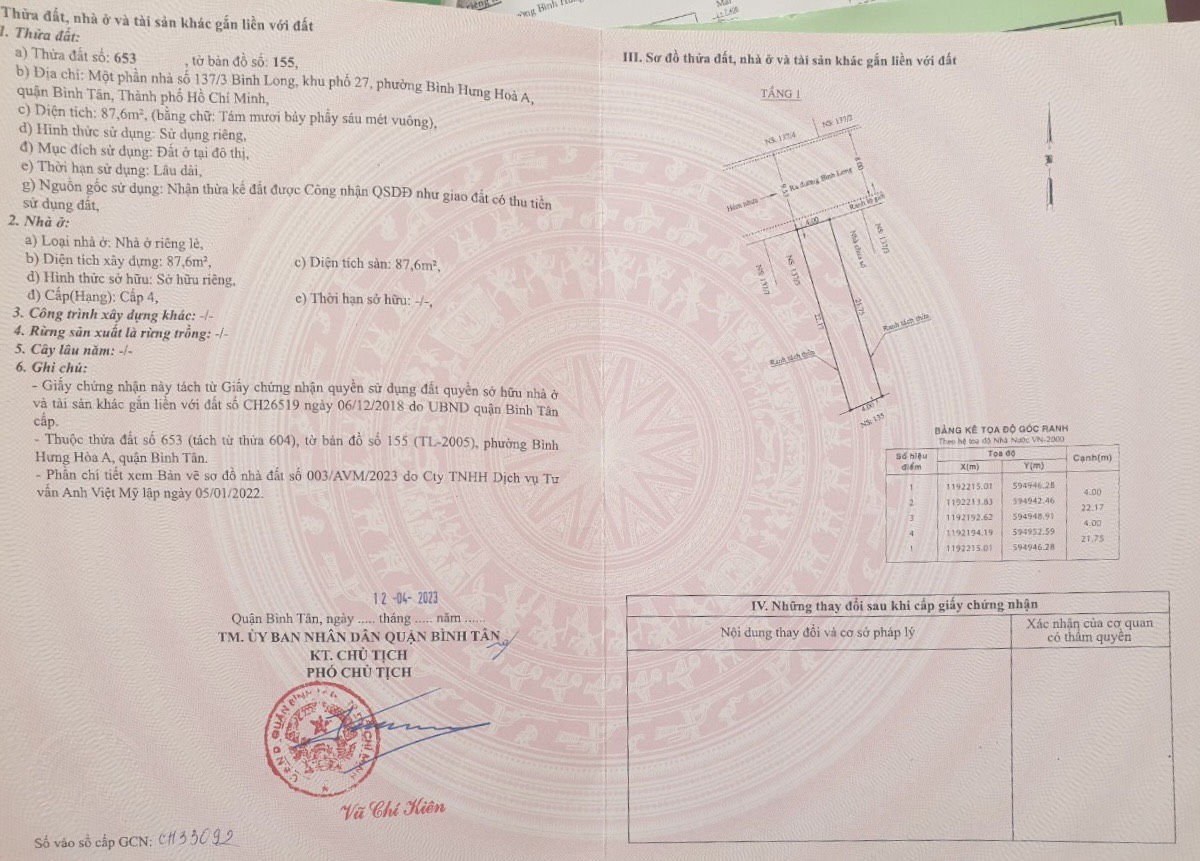 Thửa đất, nhà ở và tài sản khác gắn liền với đất
1. Thửa đất:
a) Thửa đất số: 653 , tờ bản đồ số: 155,
b) Địa chỉ: Một phần nhà số 137/3 Bình Long, khu phố 27, phường Bình Hưng Hoà A,
quận Bình Tân, Thành phố Hồ Chí Minh,
c) Diện tích: 87,6m², (bằng chữ: Tám mươi bảy phẩy sáu mét vuông),
d) Hình thức sử dụng: Sử dụng riêng,
đ) Mục đích sử dụng: Đất ở tại đô thị,
e) Thời hạn sử dụng: Lâu dài,
g) Nguồn gốc sử dụng: Nhận thừa kế đất được Công nhận QSDĐ như giao đất có thu tiền
sử dụng đất,
2. Nhà ở:
a) Loại nhà ở: Nhà ở riêng lẻ,
b) Diện tích xây dựng: 87,6m², c) Diện tích sàn: 87,6m²,
d) Hình thức sở hữu: Sở hữu riêng,
đ) Cấp(Hạng): Cấp 4, e) Thời hạn sở hữu: -/-,
3. Công trình xây dựng khác: -/-
4. Rừng sản xuất là rừng trồng: -/-
5. Cây lâu năm: -/-
6. Ghi chú:
- Giấy chứng nhận này tách từ Giấy chứng nhận quyền sử dụng đất quyền sở hữu nhà ở
và tài sản khác gắn liền với đất số CH26519 ngày 06/12/2018 do UBND quận Bình Tân
cấp.
- Thuộc thửa đất số 653 (tách từ thửa 604), tờ bản đồ số 155 (TL-2005), phường Bình
Hưng Hòa A, quận Bình Tân.
- Phần chi tiết xem Bản vẽ sơ đồ nhà đất số 003/AVM/2023 do Cty TNHH Dịch vụ Tư
vấn Anh Việt Mỹ lập ngày 05/01/2022.
12 -04- 2023
Quận Bình Tân, ngày ..... tháng ..... năm ......
TM. ỦY BAN NHÂN DÂN QUẬN BÌNH TÂN
KT. CHỦ TỊCH
PHÓ CHỦ TỊCH
Vũ Chí Kiên
Số vào sổ cấp GCN: CH33092
III. Sơ đồ thửa đất, nhà ở và tài sản khác gắn liền với đất
TẦNG 1
NS: 137/4
NS: 137/2
6.00
Ra đường Bình Long
Hẻm nhựa
Ranh lộ giới
4.00
NS: 137/7
NS: 137/5
Nhà chưa số
NS: 137/3
22.17
21.75
Ranh tách thửa
Ranh tách thửa
4.00
NS: 135
BẢNG KÊ TỌA ĐỘ GÓC RANH
Theo hệ toạ độ Nhà Nước VN-2000
Số hiệu điểm Tọa độ Cạnh(m)
X(m) Y(m)
1 1192215.01 594946.28
4.00
2 1192213.83 594942.46
22.17
3 1192192.62 594948.91
4.00
4 1192194.19 594952.59
21.75
1 1192215.01 594946.28
IV. Những thay đổi sau khi cấp giấy chứng nhận
Nội dung thay đổi và cơ sở pháp lý
Xác nhận của cơ quan
có thẩm quyền